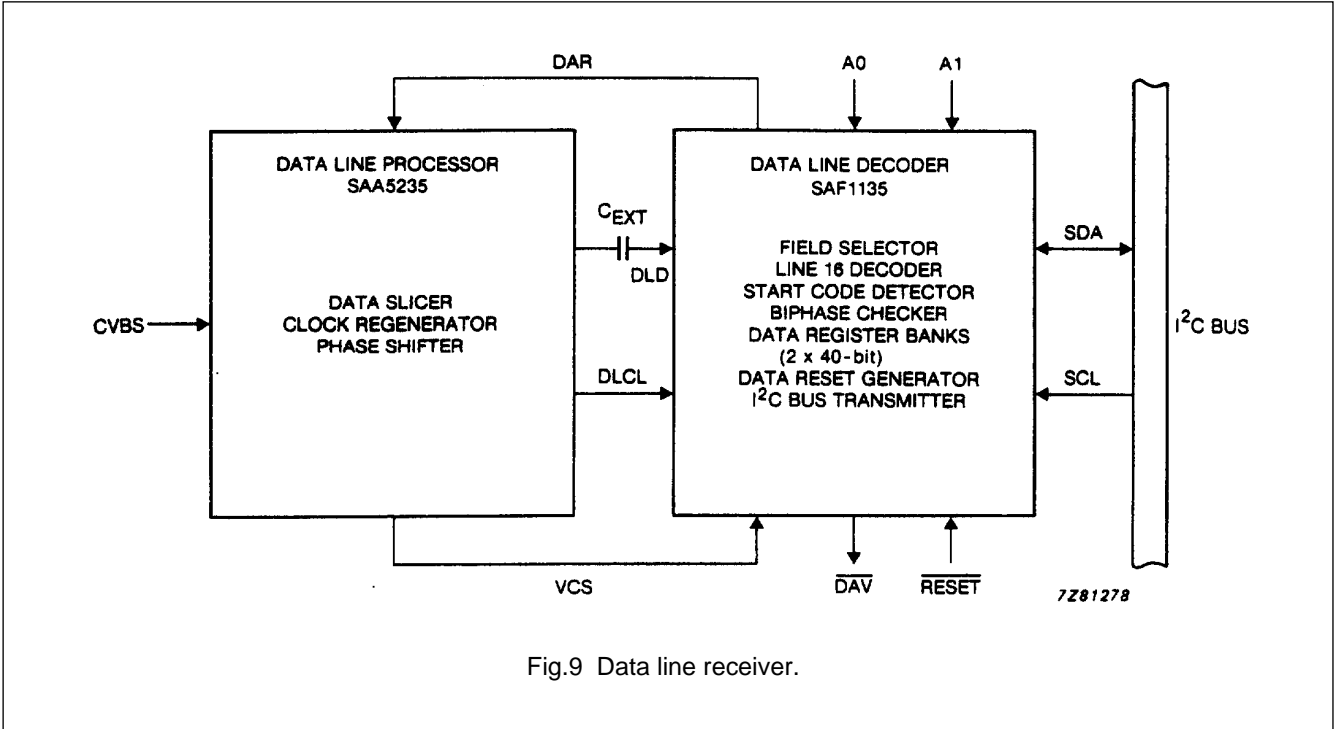 DAR
A0
A1
DATA LINE PROCESSOR
SAA5235
DATA SLICER
CLOCK REGENERATOR
PHASE SHIFTER
CVBS
CEXT
DLD
DLCL
VCS
DATA LINE DECODER
SAF1135
FIELD SELECTOR
LINE 16 DECODER
START CODE DETECTOR
BIPHASE CHECKER
DATA REGISTER BANKS
(2 x 40-bit)
DATA RESET GENERATOR
I²C BUS TRANSMITTER
SDA
SCL
I²C BUS
DAV
RESET
7Z81278
Fig.9 Data line receiver.